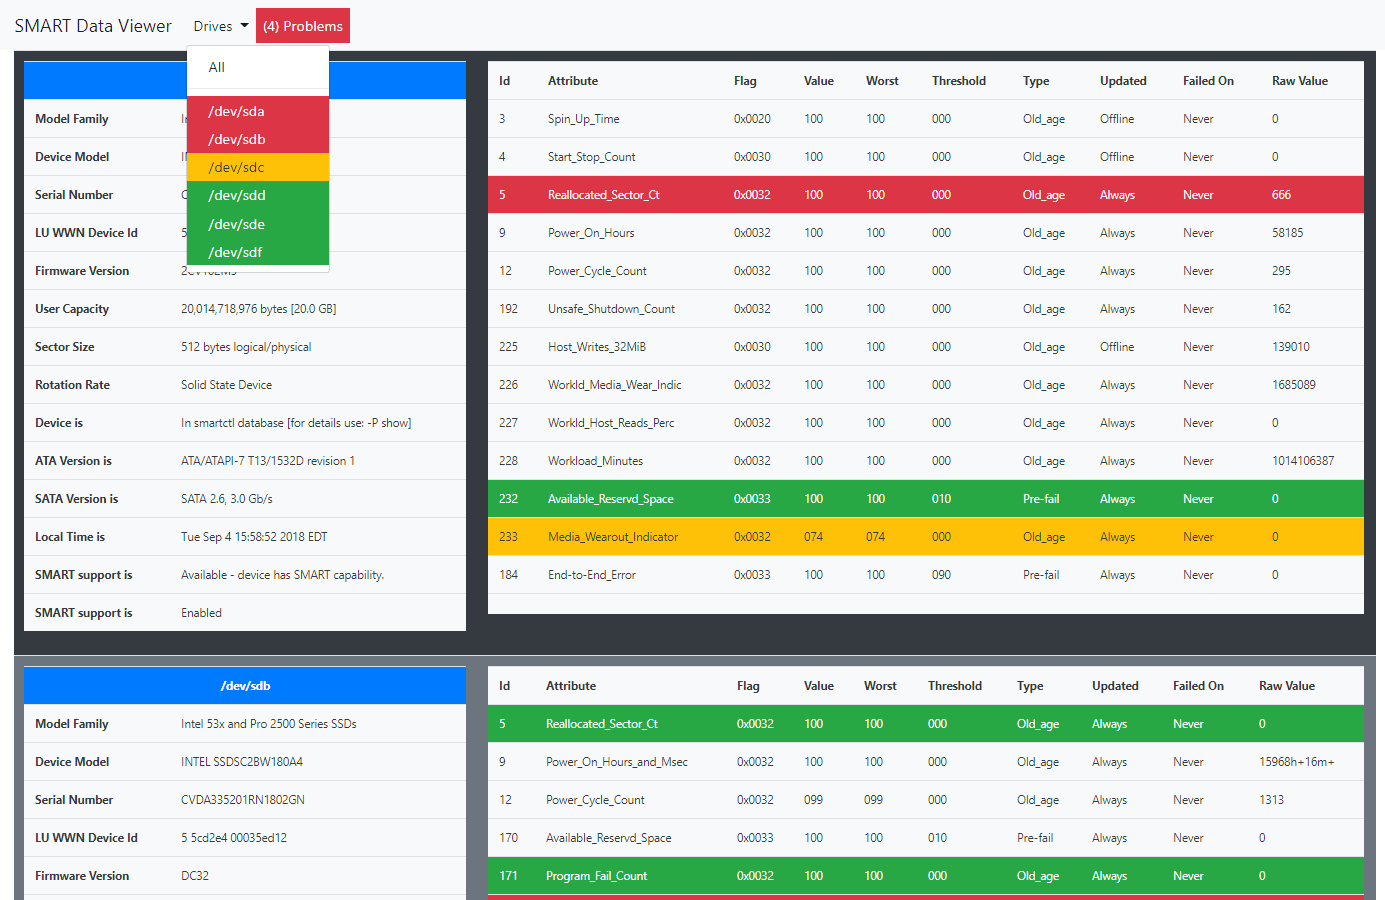 SMART Data Viewer Drives (4) Problems
All
/dev/sda
/dev/sdb
/dev/sdc
/dev/sdd
/dev/sde
/dev/sdf
Model Family
Device Model
Serial Number
LU WWN Device Id
Firmware Version
User Capacity 20,014,718,976 bytes [20.0 GB]
Sector Size 512 bytes logical/physical
Rotation Rate Solid State Device
Device is In smartctl database [for details use: -P show]
ATA Version is ATA/ATAPI-7 T13/1532D revision 1
SATA Version is SATA 2.6, 3.0 Gb/s
Local Time is Tue Sep 4 15:58:52 2018 EDT
SMART support is Available - device has SMART capability.
SMART support is Enabled
Id Attribute Flag Value Worst Threshold Type Updated Failed On Raw Value
3 Spin_Up_Time 0x0020 100 100 000 Old_age Offline Never 0
4 Start_Stop_Count 0x0030 100 100 000 Old_age Offline Never 0
5 Reallocated_Sector_Ct 0x0032 100 100 000 Old_age Always Never 666
9 Power_On_Hours 0x0032 100 100 000 Old_age Always Never 58185
12 Power_Cycle_Count 0x0032 100 100 000 Old_age Always Never 295
192 Unsafe_Shutdown_Count 0x0032 100 100 000 Old_age Always Never 162
225 Host_Writes_32MiB 0x0030 100 100 000 Old_age Offline Never 139010
226 Workld_Media_Wear_Indic 0x0032 100 100 000 Old_age Always Never 1685089
227 Workld_Host_Reads_Perc 0x0032 100 100 000 Old_age Always Never 0
228 Workload_Minutes 0x0032 100 100 000 Old_age Always Never 1014106387
232 Available_Reservd_Space 0x0033 100 100 010 Pre-fail Always Never 0
233 Media_Wearout_Indicator 0x0032 074 074 000 Old_age Always Never 0
184 End-to-End_Error 0x0033 100 100 090 Pre-fail Always Never 0
/dev/sdb
Model Family Intel 53x and Pro 2500 Series SSDs
Device Model INTEL SSDSC2BW180A4
Serial Number CVDA335201RN1802GN
LU WWN Device Id 5 5cd2e4 00035ed12
Firmware Version DC32
Id Attribute Flag Value Worst Threshold Type Updated Failed On Raw Value
5 Reallocated_Sector_Ct 0x0032 100 100 000 Old_age Always Never 0
9 Power_On_Hours_and_Msec 0x0032 100 100 000 Old_age Always Never 15968h+16m+
12 Power_Cycle_Count 0x0032 099 099 000 Old_age Always Never 1313
170 Available_Reservd_Space 0x0033 100 100 010 Pre-fail Always Never 0
171 Program_Fail_Count 0x0032 100 100 000 Old_age Always Never 0